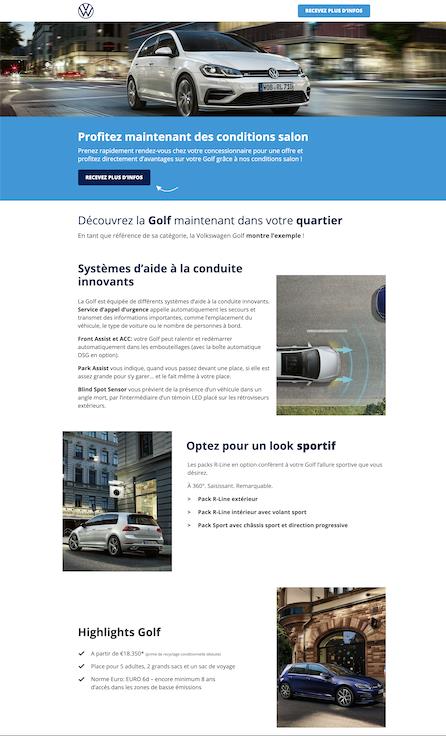 RECEVEZ PLUS D'INFOS
Profitez maintenant des conditions salon
Prenez rapidement rendez-vous chez votre concessionnaire pour une offre et
profitez directement d'avantages sur votre Golf grâce à nos conditions salon !
RECEVEZ PLUS D'INFOS
Découvrez la Golf maintenant dans votre quartier
En tant que référence de sa catégorie, la Volkswagen Golf montre l'exemple !
Systèmes d'aide à la conduite
innovants
La Golf est équipée de différents systèmes d'aide à la conduite innovants.
Service d'appel d'urgence appelle automatiquement les secours et
transmet des informations importantes, comme l'emplacement du
véhicule, le type de voiture ou le nombre de personnes à bord.
Front Assist et ACC: votre Golf peut ralentir et redémarrer
automatiquement dans les embouteillages (avec la boîte automatique
DSG en option).
Park Assist vous indique, quand vous passez devant une place, si elle est
assez grande pour s'y garer... et le fait même à votre place.
Blind Spot Sensor vous prévient de la présence d'un véhicule dans un
angle mort, par l'intermédiaire d'un témoin LED placé sur les rétroviseurs
extérieurs.
Optez pour un look sportif
Les packs R-Line en option confèrent à votre Golf l'allure sportive que vous
désirez.
À 360°. Saisissant. Remarquable.
> Pack R-Line extérieur
> Pack R-Line intérieur avec volant sport
> Pack Sport avec châssis sport et direction progressive
Highlights Golf
A partir de €18.350* (prime de recyclage conditionnelle déduite)
Place pour 5 adultes, 2 grands sacs et un sac de voyage
Norme Euro: EURO 6d – encore minimum 8 ans
d'accès dans les zones de basse émissions